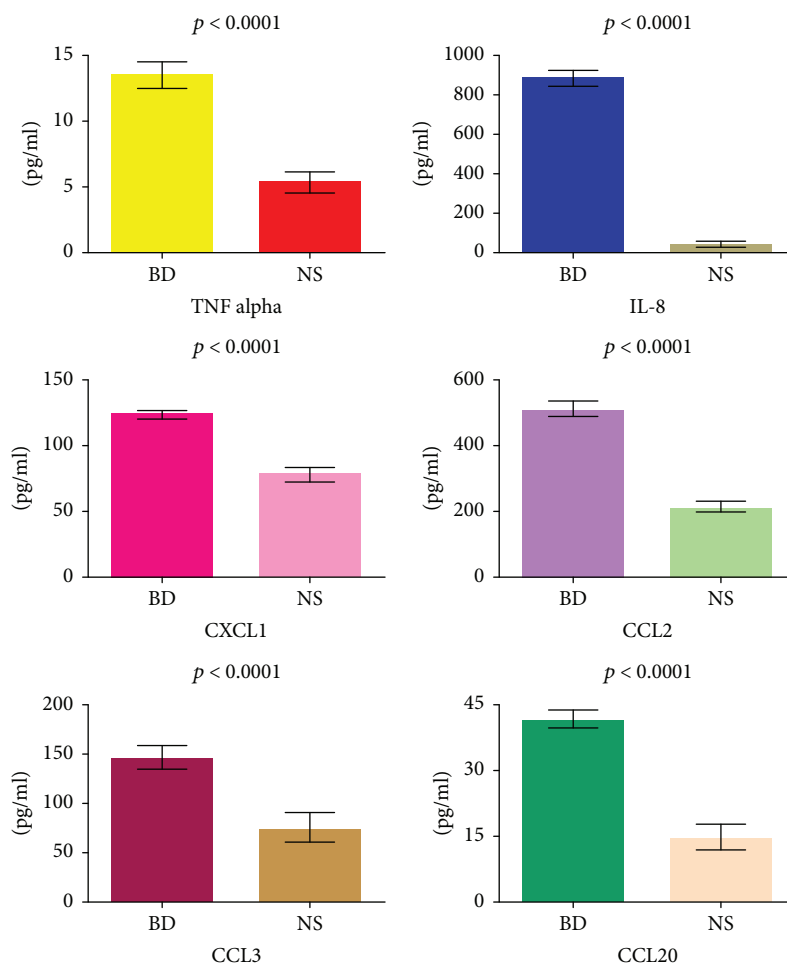 p < 0.0001
15
10
5
0
(pg/ml)
BD
NS
TNF alpha
p < 0.0001
1000
800
600
400
200
0
(pg/ml)
BD
NS
IL-8
p < 0.0001
150
100
50
0
(pg/ml)
BD
NS
CXCL1
p < 0.0001
600
400
200
0
(pg/ml)
BD
NS
CCL2
p < 0.0001
200
150
100
50
0
(pg/ml)
BD
NS
CCL3
p < 0.0001
45
30
15
0
(pg/ml)
BD
NS
CCL20